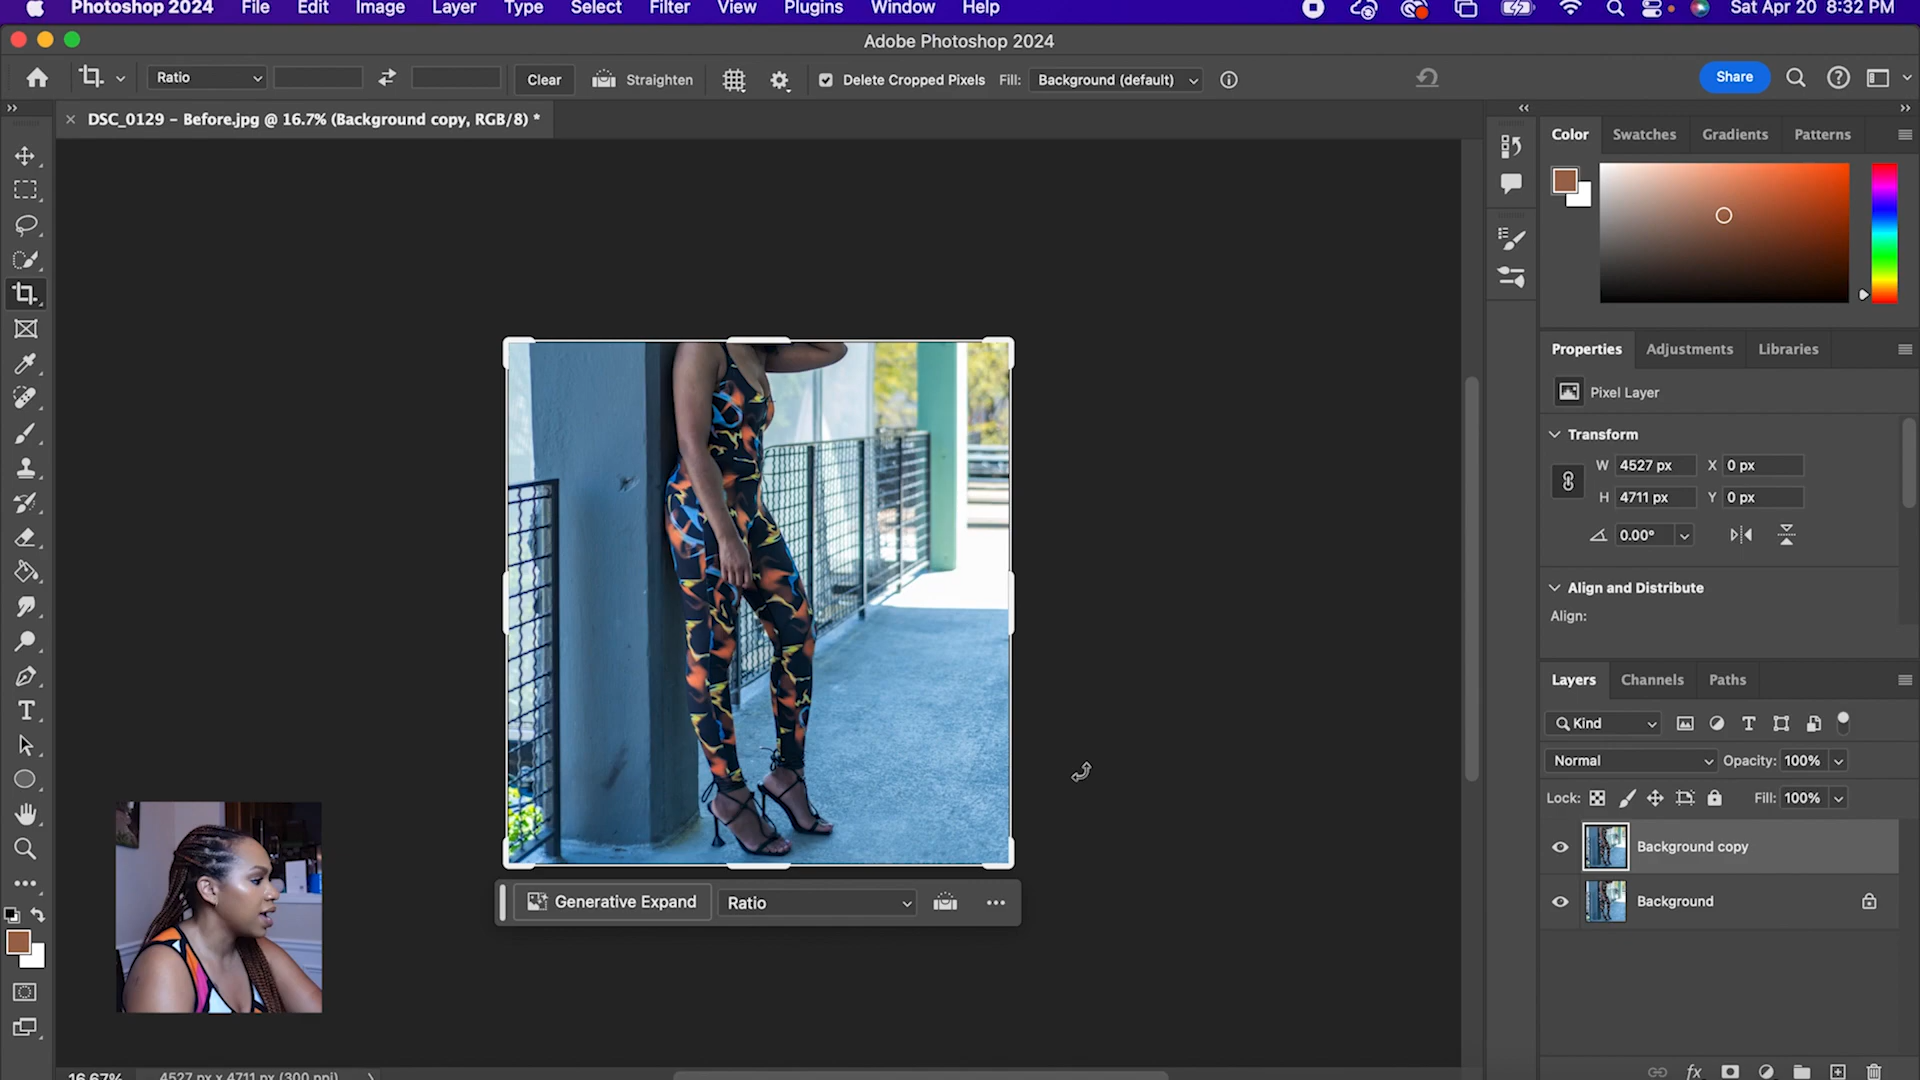 Photoshop 2024 File Edit Image Layer Type Select Filter View Plugins Window Help Sat Apr 20 8:32 PM
Adobe Photoshop 2024
Ratio Clear Straighten Delete Cropped Pixels Fill: Background (default) Share
DSC_0129 - Before.jpg @ 16.7% (Background copy, RGB/8) *
Color Swatches Gradients Patterns
Properties Adjustments Libraries
Pixel Layer
Transform
W 4527 px X 0 px
H 4711 px Y 0 px
0.00°
Align and Distribute
Align:
Layers Channels Paths
Kind
Normal Opacity: 100%
Lock: Fill: 100%
Background copy
Background
Generative Expand Ratio
16.67% 4527 px x 4711 px (300 ppi)
fx